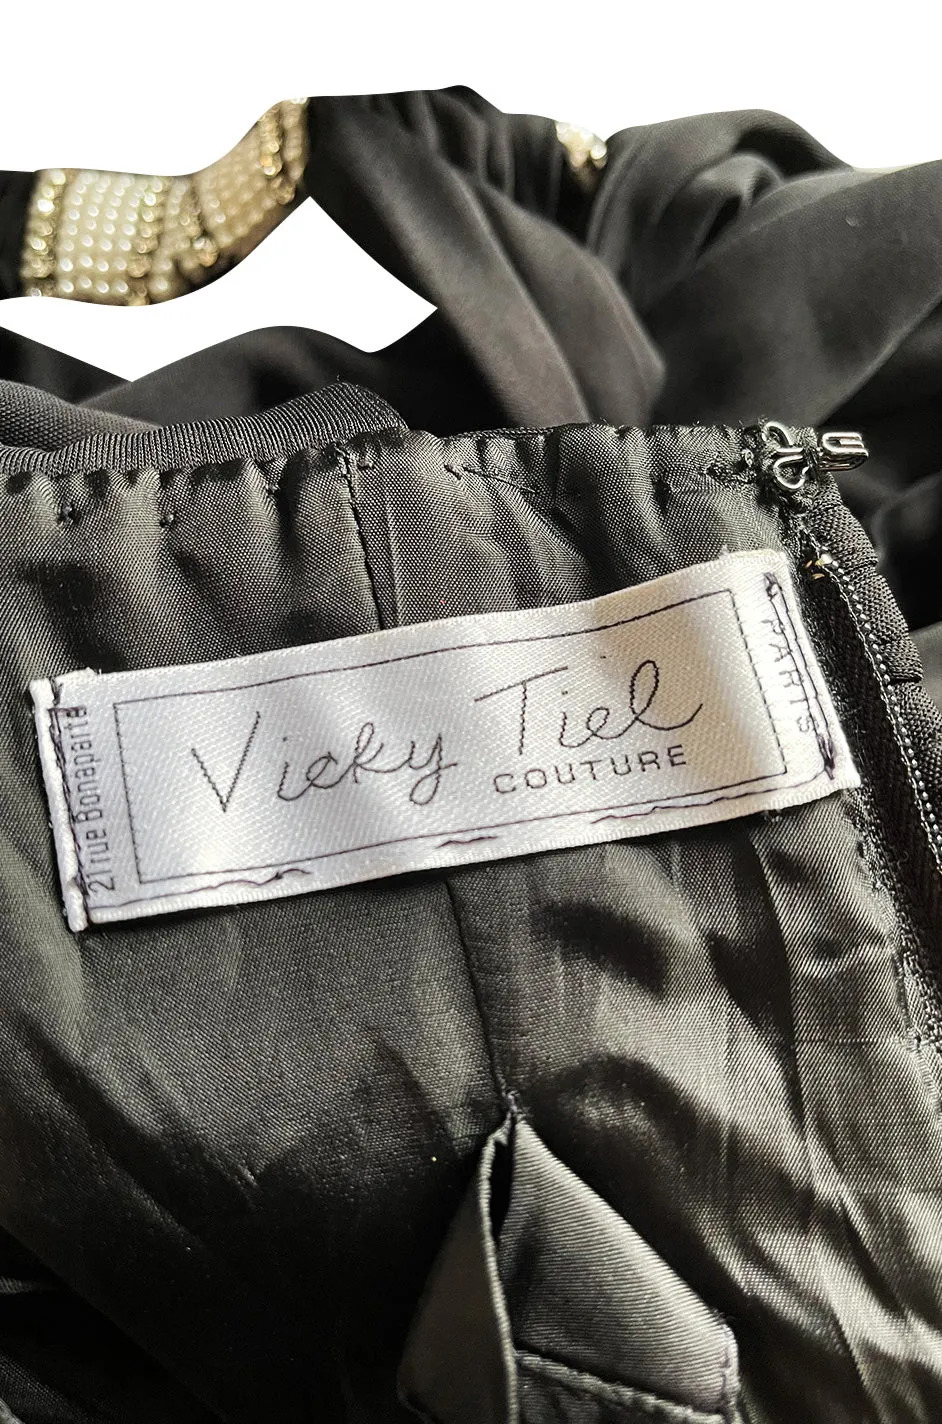 21 rue Bonaparte
Vicky Tiel
COUTURE
PARIS